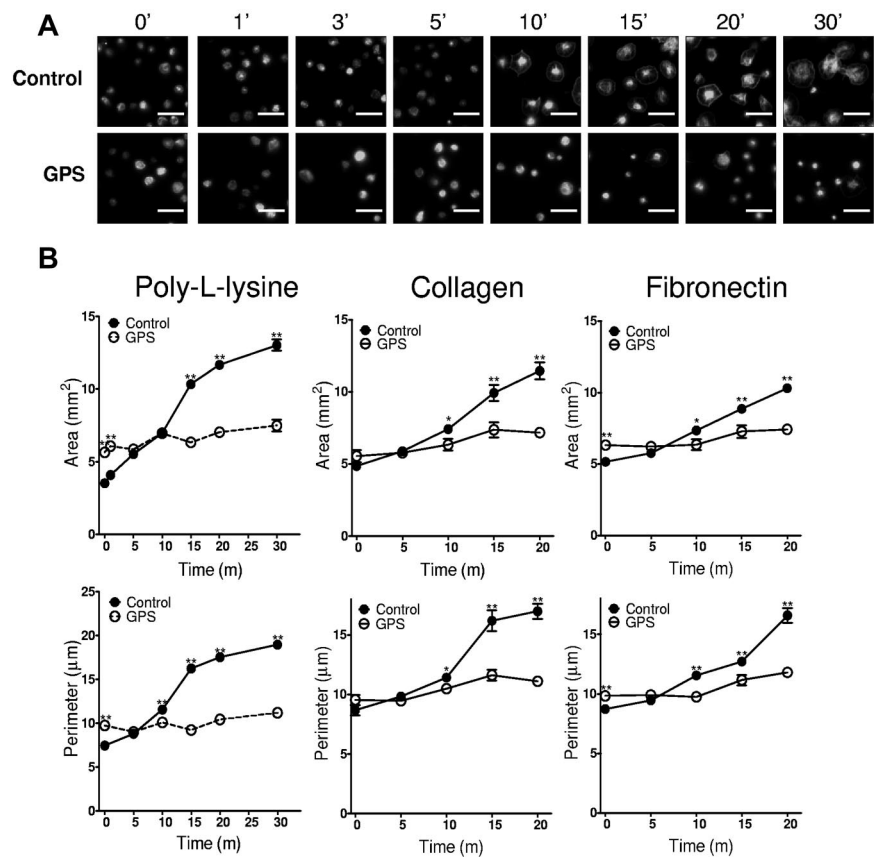 A
0’ 1’ 3’ 5’ 10’ 15’ 20’ 30’
Control
GPS
B
Poly-L-lysine
Control
GPS
** **
** ** **
Area (mm²)
15
10
5
0
0 5 10 15 20 25 30
Time (m)
Collagen
Control
GPS
* ** **
Area (mm²)
15
10
5
0
0 5 10 15 20
Time (m)
Fibronectin
Control
GPS
** * ** **
Area (mm²)
15
10
5
0
0 5 10 15 20
Time (m)
Control
GPS
** ** ** ** **
Perimeter (μm)
25
20
15
10
5
0
0 5 10 15 20 25 30
Time (m)
Control
GPS
* ** **
Perimeter (μm)
15
10
5
0
0 5 10 15 20
Time (m)
Control
GPS
** ** ** **
Perimeter (μm)
15
10
5
0
0 5 10 15 20
Time (m)